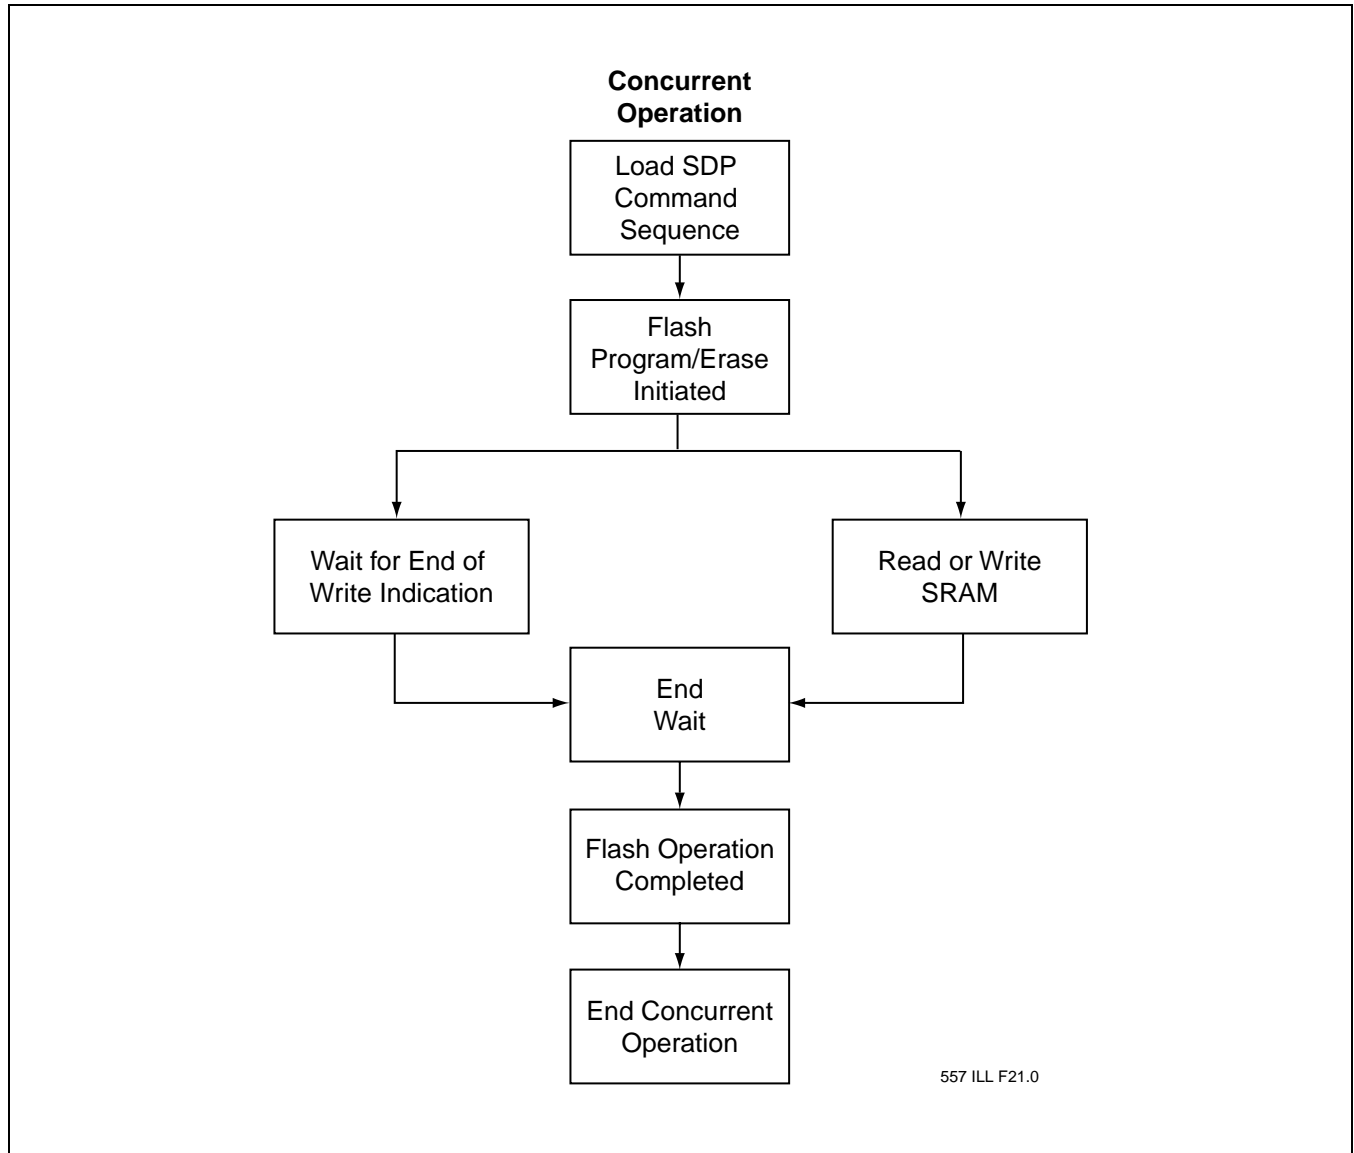 Concurrent
Operation
Load SDP
Command
Sequence
Flash
Program/Erase
Initiated
Wait for End of
Write Indication
Read or Write
SRAM
End
Wait
Flash Operation
Completed
End Concurrent
Operation
557 ILL F21.0